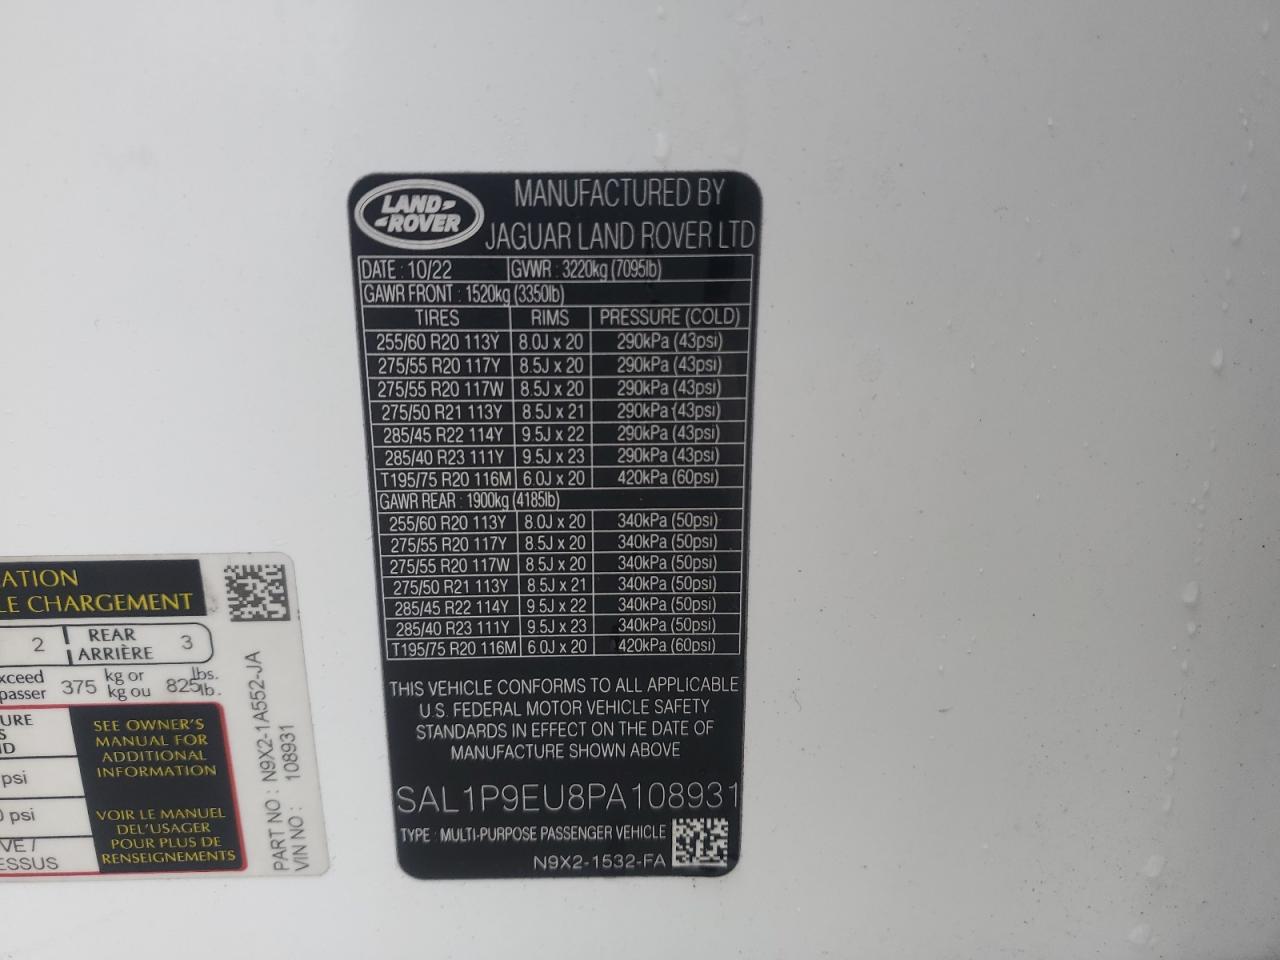 LAND
ROVER
MANUFACTURED BY
JAGUAR LAND ROVER LTD
DATE : 10/22 GVWR : 3220kg (7095lb)
GAWR FRONT : 1520kg (3350lb)
TIRES RIMS PRESSURE (COLD)
255/60 R20 113Y 8.0J x 20 290kPa (43psi)
275/55 R20 117Y 8.5J x 20 290kPa (43psi)
275/55 R20 117W 8.5J x 20 290kPa (43psi)
275/50 R21 113Y 8.5J x 21 290kPa (43psi)
285/45 R22 114Y 9.5J x 22 290kPa (43psi)
285/40 R23 111Y 9.5J x 23 290kPa (43psi)
T195/75 R20 116M 6.0J x 20 420kPa (60psi)
GAWR REAR : 1900kg (4185lb)
255/60 R20 113Y 8.0J x 20 340kPa (50psi)
275/55 R20 117Y 8.5J x 20 340kPa (50psi)
275/55 R20 117W 8.5J x 20 340kPa (50psi)
275/50 R21 113Y 8.5J x 21 340kPa (50psi)
285/45 R22 114Y 9.5J x 22 340kPa (50psi)
285/40 R23 111Y 9.5J x 23 340kPa (50psi)
T195/75 R20 116M 6.0J x 20 420kPa (60psi)
THIS VEHICLE CONFORMS TO ALL APPLICABLE
U.S. FEDERAL MOTOR VEHICLE SAFETY
STANDARDS IN EFFECT ON THE DATE OF
MANUFACTURE SHOWN ABOVE
SAL1P9EU8PA108931
TYPE : MULTI-PURPOSE PASSENGER VEHICLE
N9X2-1532-FA
ATION
LE CHARGEMENT
2 REAR 3
ARRIÈRE
xceed 375 kg or 825 lbs.
passer kg ou lb.
URE
S
ID
psi
0 psi
VE /
ESSUS
SEE OWNER'S
MANUAL FOR
ADDITIONAL
INFORMATION
VOIR LE MANUEL
DEL'USAGER
POUR PLUS DE
RENSEIGNEMENTS
PART NO : N9X2-1A552-JA
VIN NO : 108931